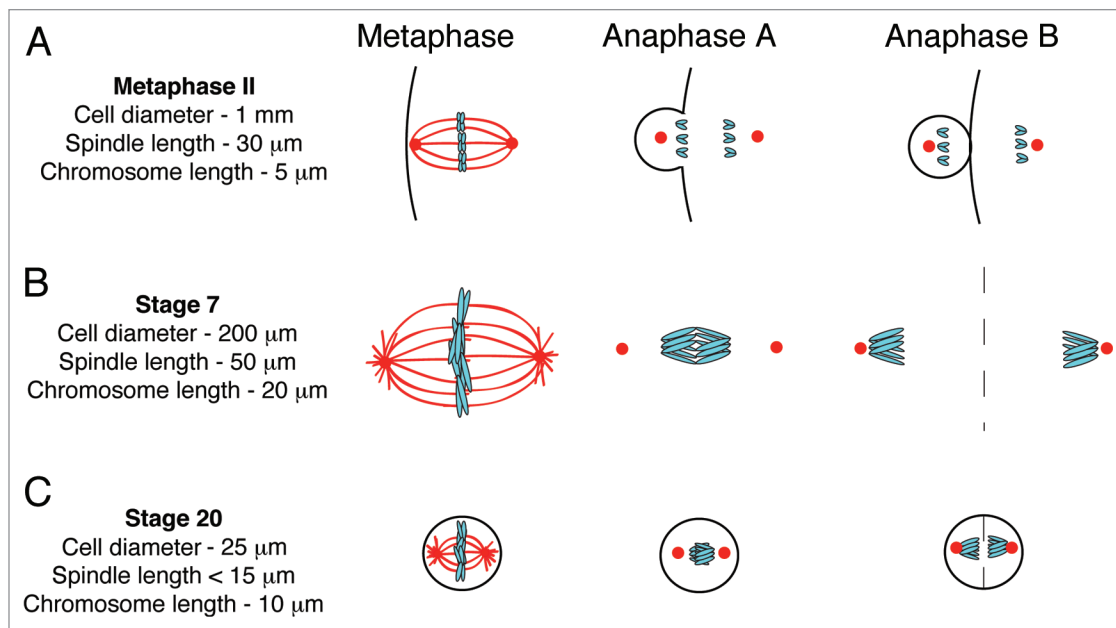 A
Metaphase
Anaphase A
Anaphase B
Metaphase II
Cell diameter - 1 mm
Spindle length - 30 μm
Chromosome length - 5 μm
B
Stage 7
Cell diameter - 200 μm
Spindle length - 50 μm
Chromosome length - 20 μm
C
Stage 20
Cell diameter - 25 μm
Spindle length < 15 μm
Chromosome length - 10 μm